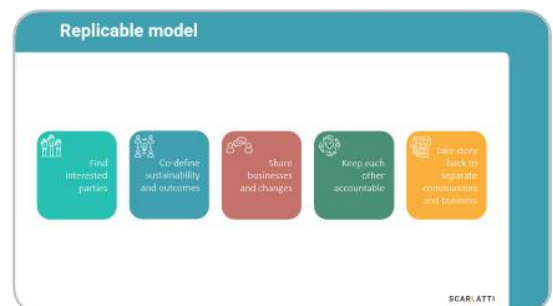 Replicable model
Find
interested
parties
Co-define
sustainability
and outcomes
Share
businesses
and changes
Keep each
other
accountable
Take story
back to
separate
communities
and business
SCARLATTI